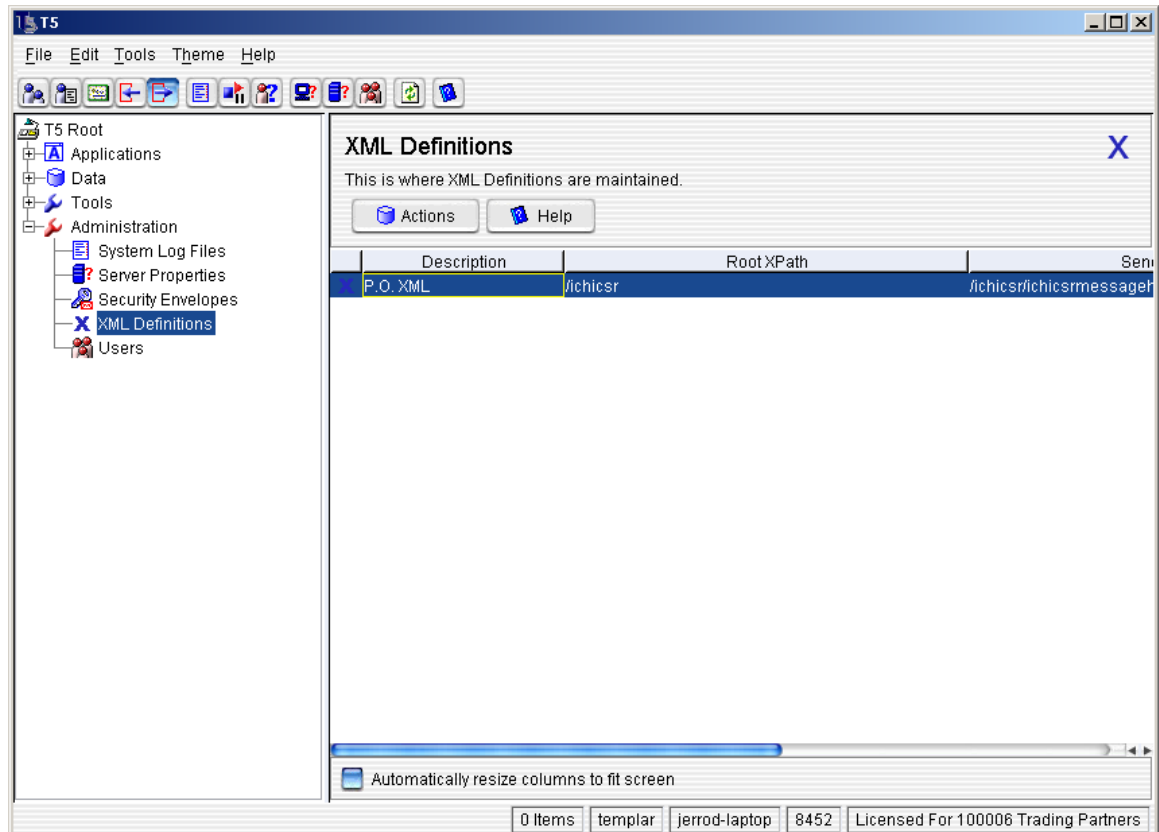 T5
File Edit Tools Theme Help
T5 Root
Applications
Data
Tools
Administration
System Log Files
Server Properties
Security Envelopes
XML Definitions
Users
XML Definitions
X
This is where XML Definitions are maintained.
Actions Help
Description Root XPath Sen
X P.O. XML /ichicsr /ichicsr/ichicsrmessageh
Automatically resize columns to fit screen
0 Items templar jerrod-laptop 8452 Licensed For 100006 Trading Partners